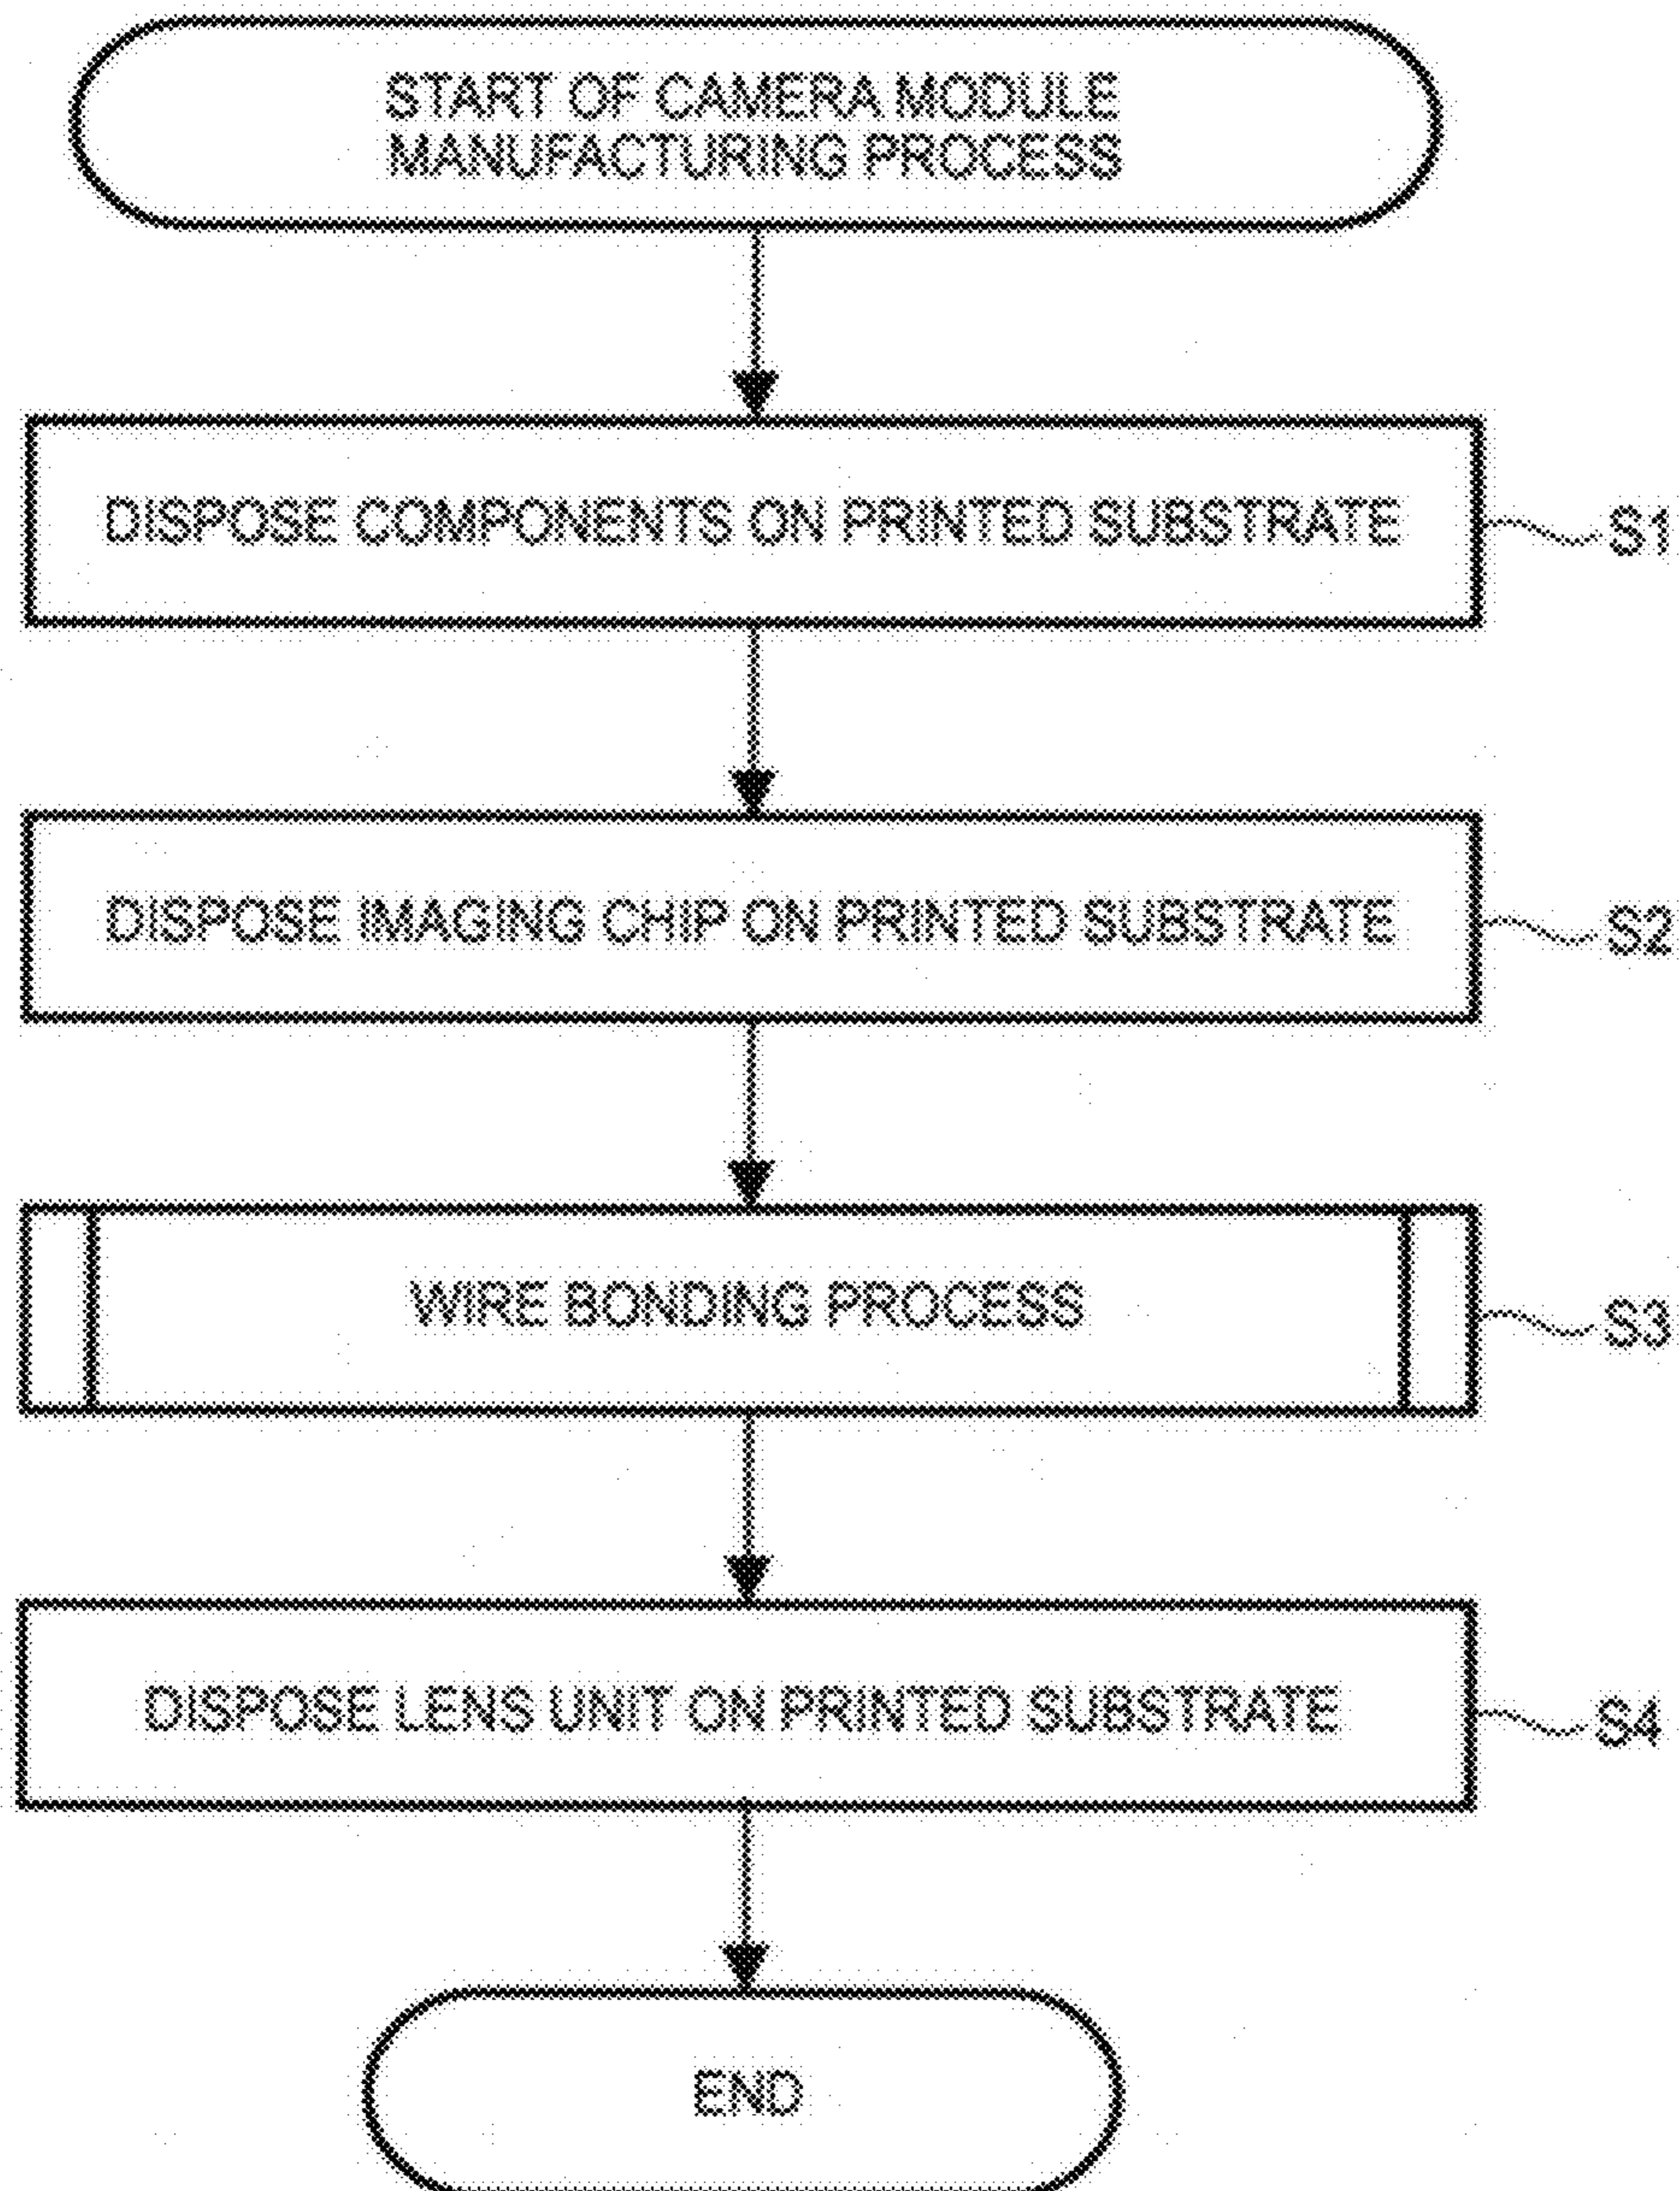 START OF CAMERA MODULE
MANUFACTURING PROCESS
DISPOSE COMPONENTS ON PRINTED SUBSTRATE
S1
DISPOSE IMAGING CHIP ON PRINTED SUBSTRATE
S2
WIRE BONDING PROCESS
S3
DISPOSE LENS UNIT ON PRINTED SUBSTRATE
S4
END